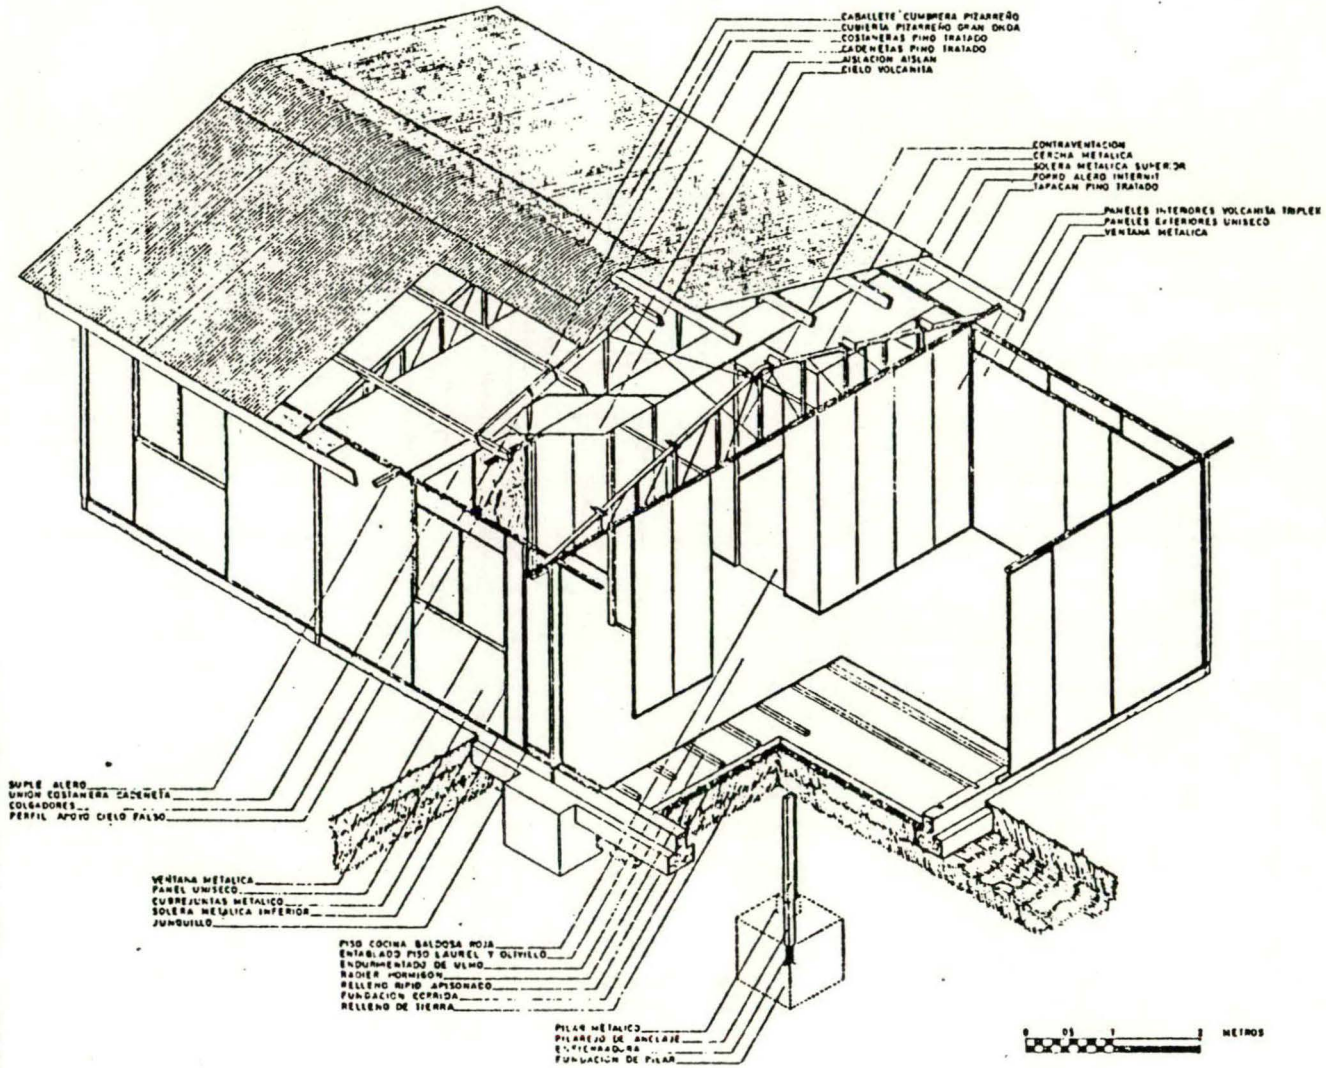 CABALLETE CUMBRERA PIZARREÑO
CUBIERTA PIZARREÑO GRAN ONDA
COSTANERAS PINO TRATADO
CADENETAS PINO TRATADO
AISLACION AISLAN
CIELO VOLCANITA
CONTRAVENTACION
CERCHA METALICA
SOLERA METALICA SUPERIOR
FORRO ALERO INTERNIT
TAPACAN PINO TRATADO
PANELES INTERIORES VOLCANITA TRIPLEX
PANELES EXTERIORES UNISECO
VENTANA METALICA
SUPLE ALERO
UNION COSTANERA CADENETA
COLGADORES
PERFIL APOYO CIELO FALSO
VENTANA METALICA
PANEL UNISECO
CUBREJUNTAS METALICO
SOLERA METALICA INFERIOR
JUNQUILLO
PISO COCINA BALDOSA ROJA
ENTABLADO PISO LAUREL Y OLIVILLO
ENDURMENTADO DE ULMO
RADIER HORMIGON
RELLENO RIPIO APISONADO
FUNDACION CORRIDA
RELLENO DE TIERRA
PILAR METALICO
PILAREJO DE ANCLAJE
ENFIERRADURA
FUNDACION DE PILAR
0 05 1 2 METROS